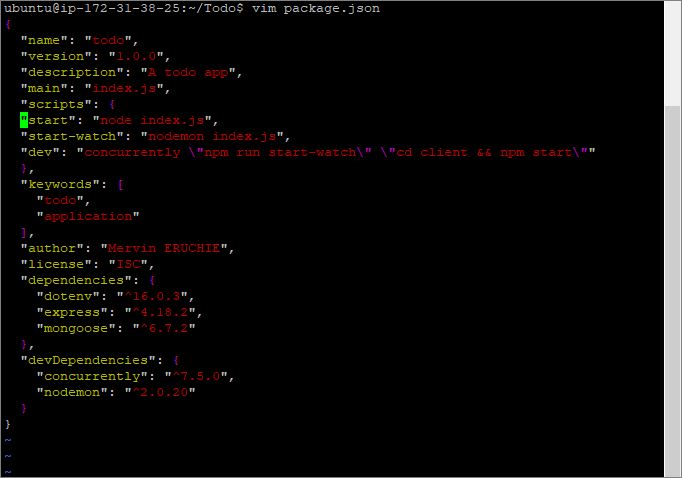 ubuntu@ip-172-31-38-25:~/Todo$ vim package.json
{
  "name": "todo",
  "version": "1.0.0",
  "description": "A todo app",
  "main": "index.js",
  "scripts": {
  "start": "node index.js",
  "start-watch": "nodemon index.js",
  "dev": "concurrently \"npm run start-watch\" \"cd client && npm start\""
  },
  "keywords": [
    "todo",
    "application"
  ],
  "author": "Mervin ERUCHIE",
  "license": "ISC",
  "dependencies": {
    "dotenv": "^16.0.3",
    "express": "^4.18.2",
    "mongoose": "^6.7.2"
  },
  "devDependencies": {
    "concurrently": "^7.5.0",
    "nodemon": "^2.0.20"
  }
}
~
~
~